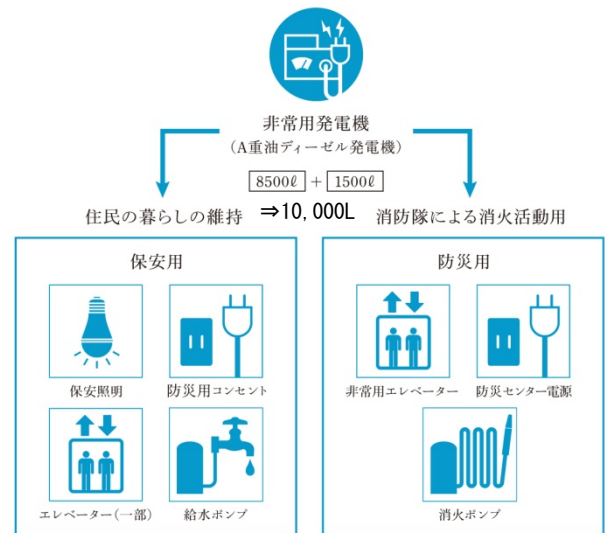 非常用発電機
（A重油ディーゼル発電機）
8500ℓ + 1500ℓ
⇒10,000L
住民の暮らしの維持
消防隊による消火活動用
保安用
保安照明
防災用コンセント
エレベーター（一部）
給水ポンプ
防災用
非常用エレベーター
防災センター電源
消火ポンプ